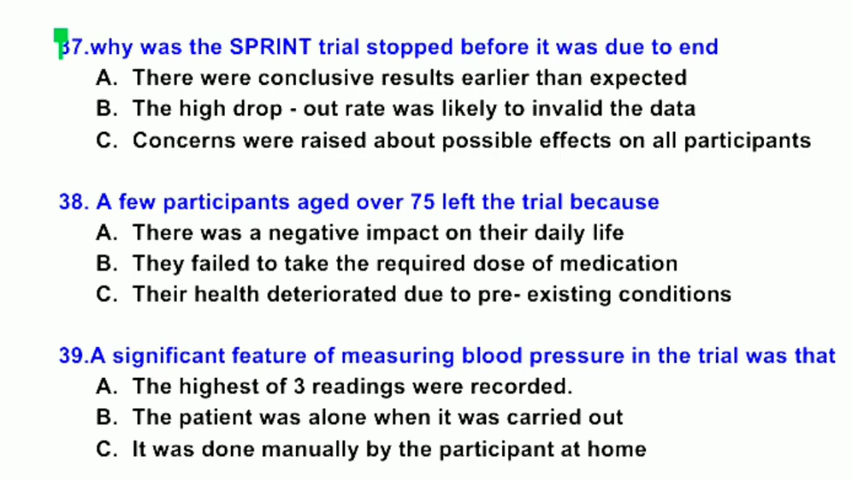 37.why was the SPRINT trial stopped before it was due to end
A. There were conclusive results earlier than expected
B. The high drop - out rate was likely to invalid the data
C. Concerns were raised about possible effects on all participants
38. A few participants aged over 75 left the trial because
A. There was a negative impact on their daily life
B. They failed to take the required dose of medication
C. Their health deteriorated due to pre- existing conditions
39.A significant feature of measuring blood pressure in the trial was that
A. The highest of 3 readings were recorded.
B. The patient was alone when it was carried out
C. It was done manually by the participant at home